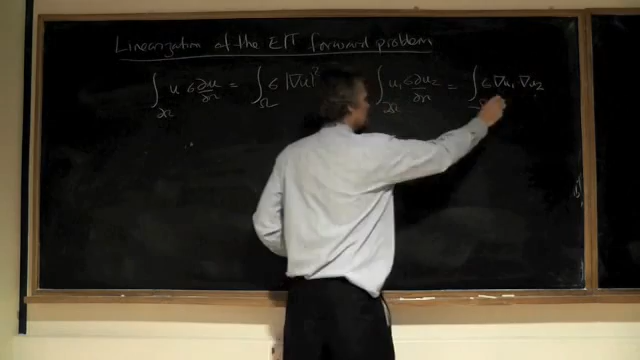 Linearization of the EIT forward problem
∫∂Ω u σ ∂u/∂n = ∫Ω σ |∇u|² ∫∂Ω u₁ σ ∂u₂/∂n = ∫Ω σ ∇u₁ ∇u₂